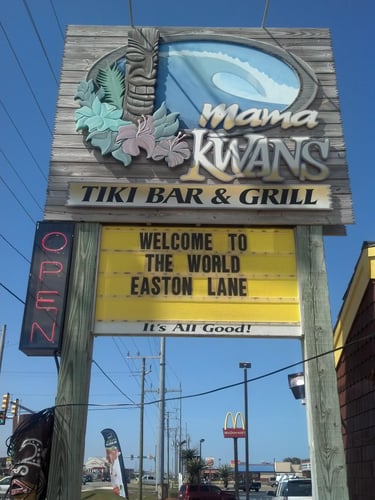 Mama
KWANS
TIKI BAR & GRILL
WELCOME TO
THE WORLD
EASTON LANE
It's All Good!
OPEN